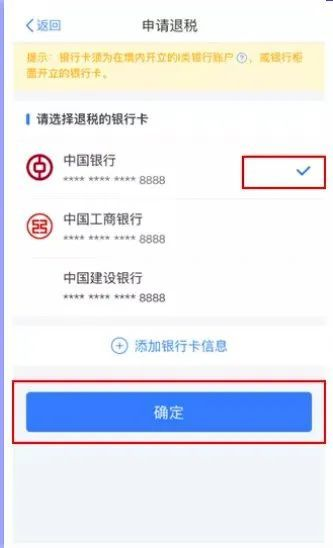 返回
申请退税
提示：银行卡须为在境内开立的I类银行账户?，或银行柜
面开立的银行卡。
请选择退税的银行卡
中国银行
**** **** **** 8888
中国工商银行
**** **** **** 8888
中国建设银行
**** **** **** 8888
添加银行卡信息
确定